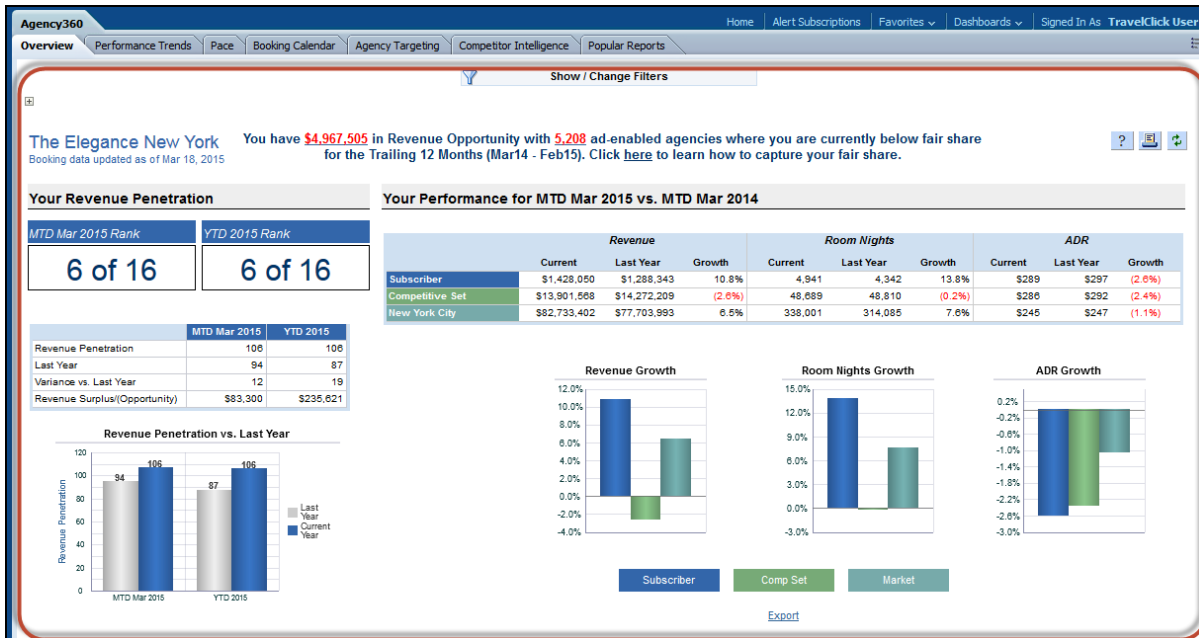 Agency360
Home Alert Subscriptions Favorites Dashboards Signed In As TravelClick User
Overview Performance Trends Pace Booking Calendar Agency Targeting Competitor Intelligence Popular Reports
Show / Change Filters
The Elegance New York
Booking data updated as of Mar 18, 2015
You have $4,967,505 in Revenue Opportunity with 5,208 ad-enabled agencies where you are currently below fair share
for the Trailing 12 Months (Mar14 - Feb15). Click here to learn how to capture your fair share.
?
Your Revenue Penetration
MTD Mar 2015 Rank YTD 2015 Rank
6 of 16 6 of 16
MTD Mar 2015 YTD 2015
Revenue Penetration 106 106
Last Year 94 87
Variance vs. Last Year 12 19
Revenue Surplus/(Opportunity) $83,300 $235,621
Revenue Penetration vs. Last Year
Revenue Penetration
120
100
80
60
40
20
0
94 106 87 106
MTD Mar 2015 YTD 2015
Last
Year
Current
Year
Your Performance for MTD Mar 2015 vs. MTD Mar 2014
Revenue Room Nights ADR
Current Last Year Growth Current Last Year Growth Current Last Year Growth
Subscriber $1,428,050 $1,288,343 10.8% 4,941 4,342 13.8% $289 $297 (2.6%)
Competitive Set $13,901,568 $14,272,209 (2.6%) 48,689 48,810 (0.2%) $286 $292 (2.4%)
New York City $82,733,402 $77,703,993 6.5% 338,001 314,085 7.6% $245 $247 (1.1%)
Revenue Growth
12.0%
10.0%
8.0%
6.0%
4.0%
2.0%
0.0%
-2.0%
-4.0%
Room Nights Growth
15.0%
12.0%
9.0%
6.0%
3.0%
0.0%
-3.0%
ADR Growth
0.2%
-0.2%
-0.6%
-1.0%
-1.4%
-1.8%
-2.2%
-2.6%
-3.0%
Subscriber Comp Set Market
Export